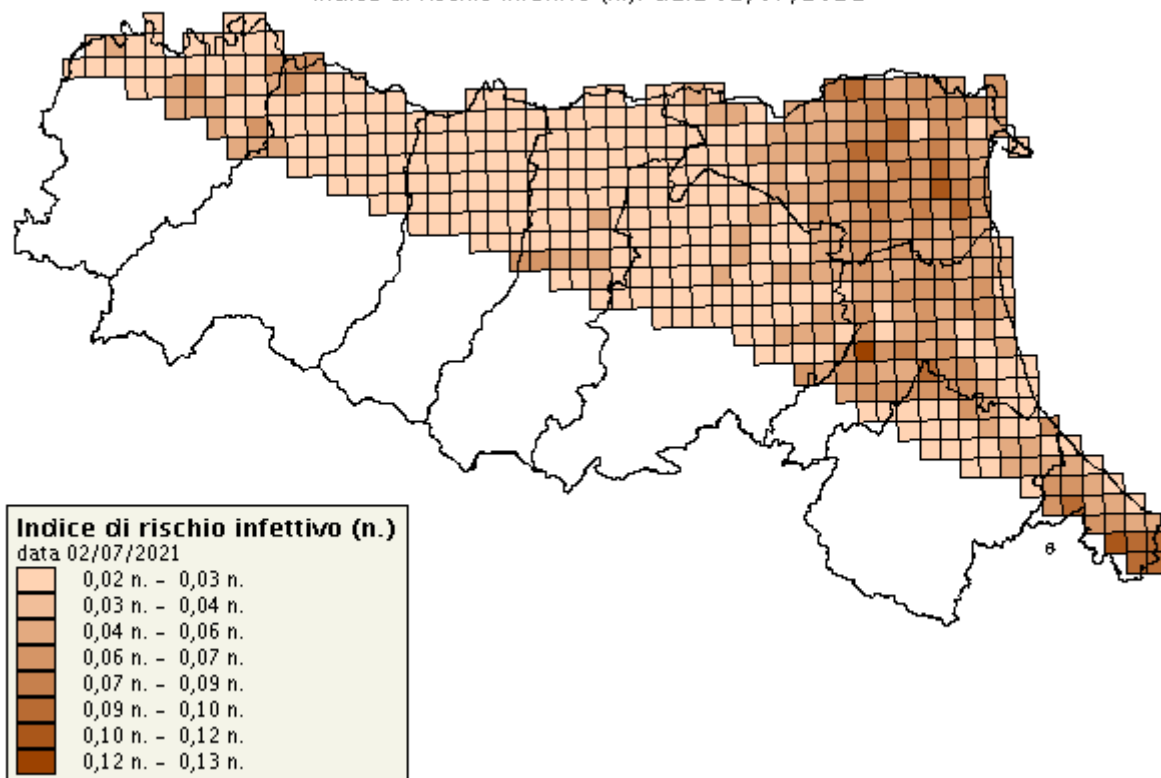 Indice di rischio infettivo (n.)
data 02/07/2021
0,02 n. - 0,03 n.
0,03 n. - 0,04 n.
0,04 n. - 0,06 n.
0,06 n. - 0,07 n.
0,07 n. - 0,09 n.
0,09 n. - 0,10 n.
0,10 n. - 0,12 n.
0,12 n. - 0,13 n.